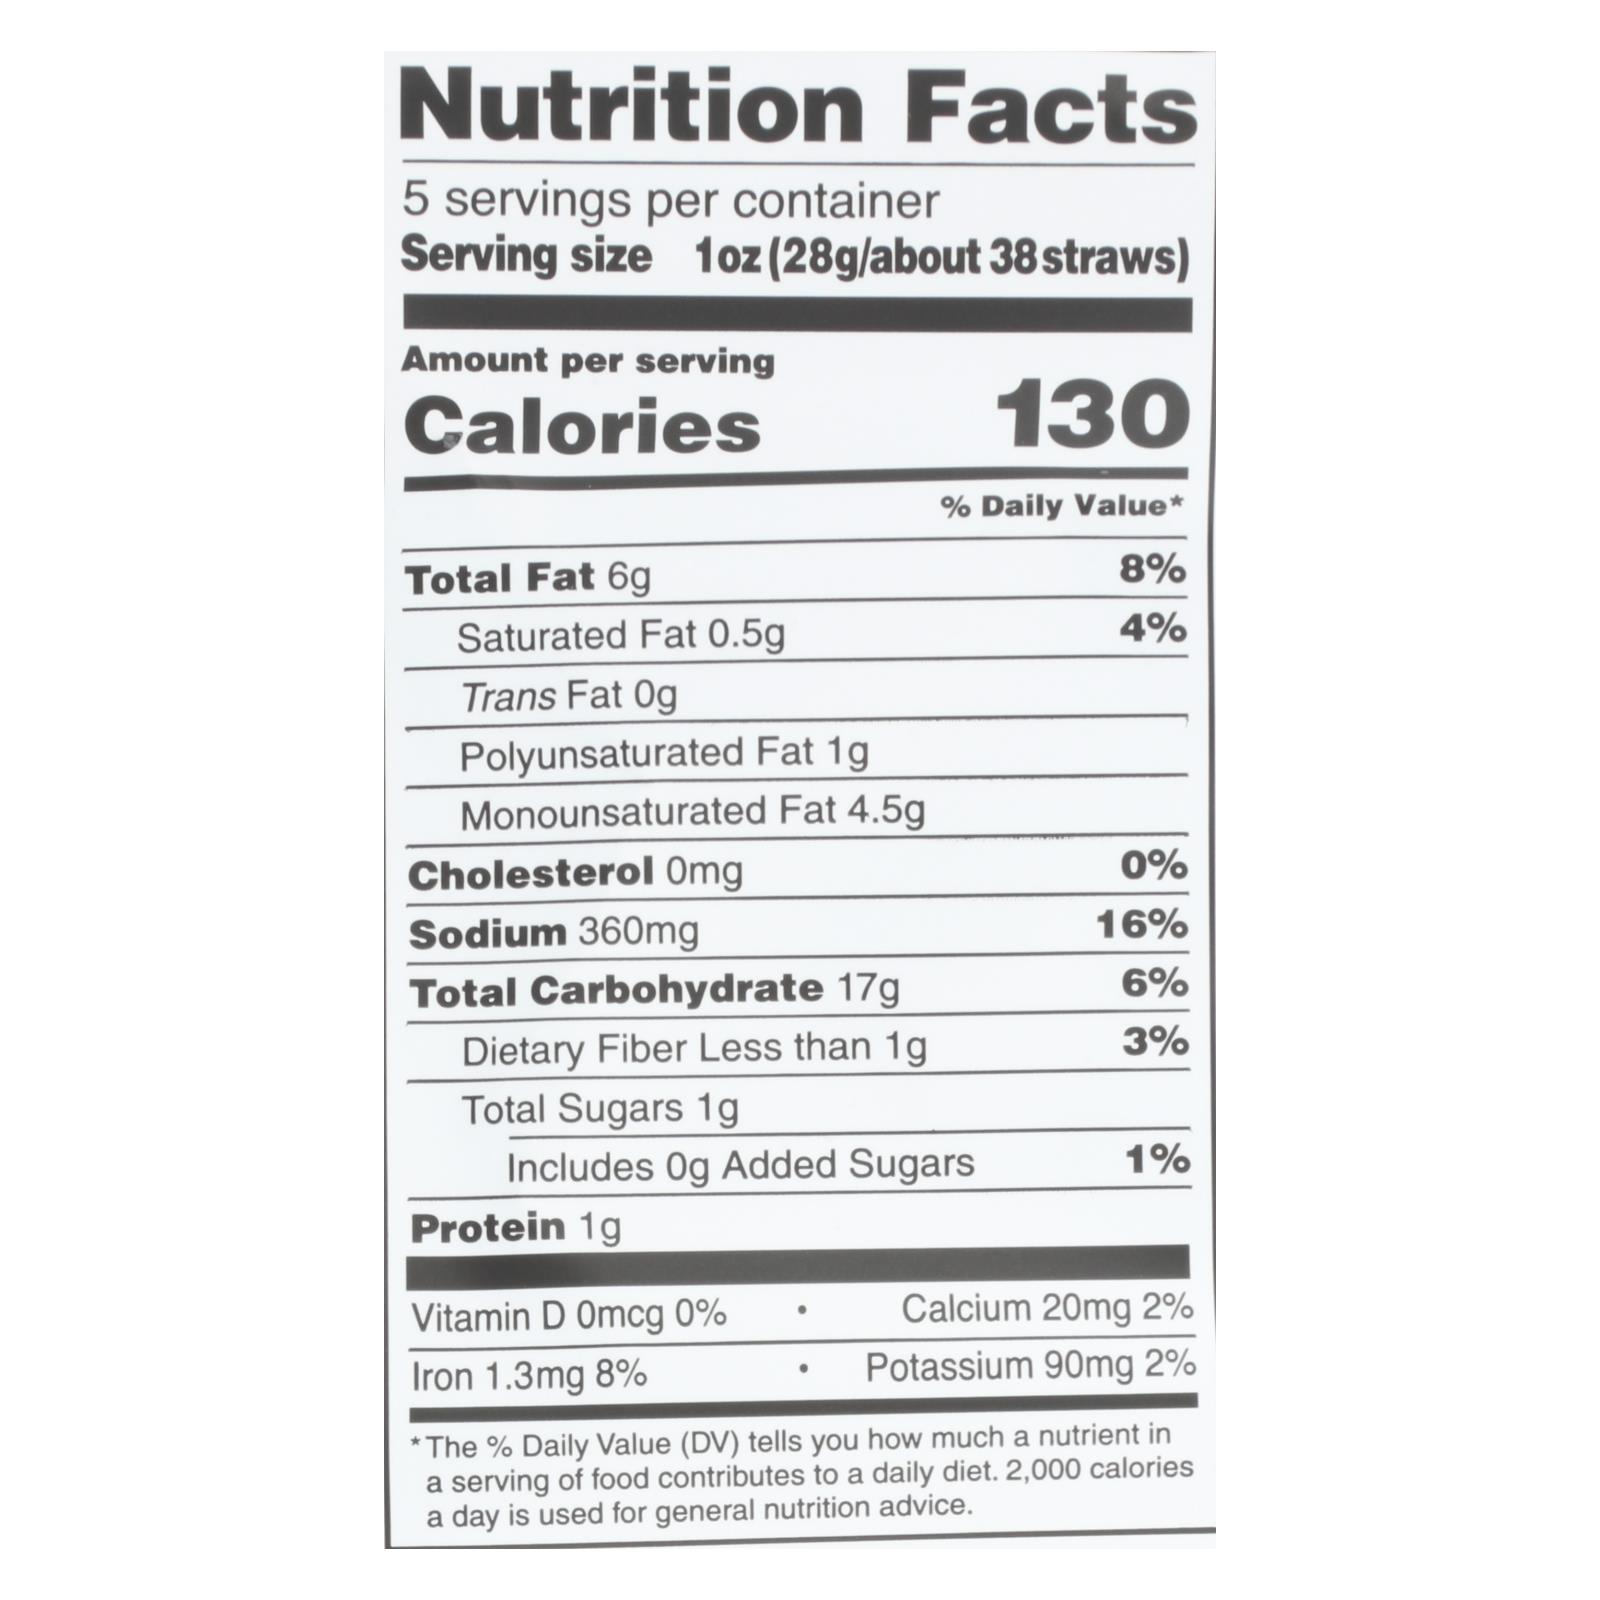 Nutrition Facts
5 servings per container
Serving size 1oz (28g/about 38 straws)
Amount per serving
Calories 130
% Daily Value*
Total Fat 6g 8%
Saturated Fat 0.5g 4%
Trans Fat 0g
Polyunsaturated Fat 1g
Monounsaturated Fat 4.5g
Cholesterol 0mg 0%
Sodium 360mg 16%
Total Carbohydrate 17g 6%
Dietary Fiber Less than 1g 3%
Total Sugars 1g
Includes 0g Added Sugars 1%
Protein 1g
Vitamin D 0mcg 0% • Calcium 20mg 2%
Iron 1.3mg 8% • Potassium 90mg 2%
*The % Daily Value (DV) tells you how much a nutrient in
a serving of food contributes to a daily diet. 2,000 calories
a day is used for general nutrition advice.